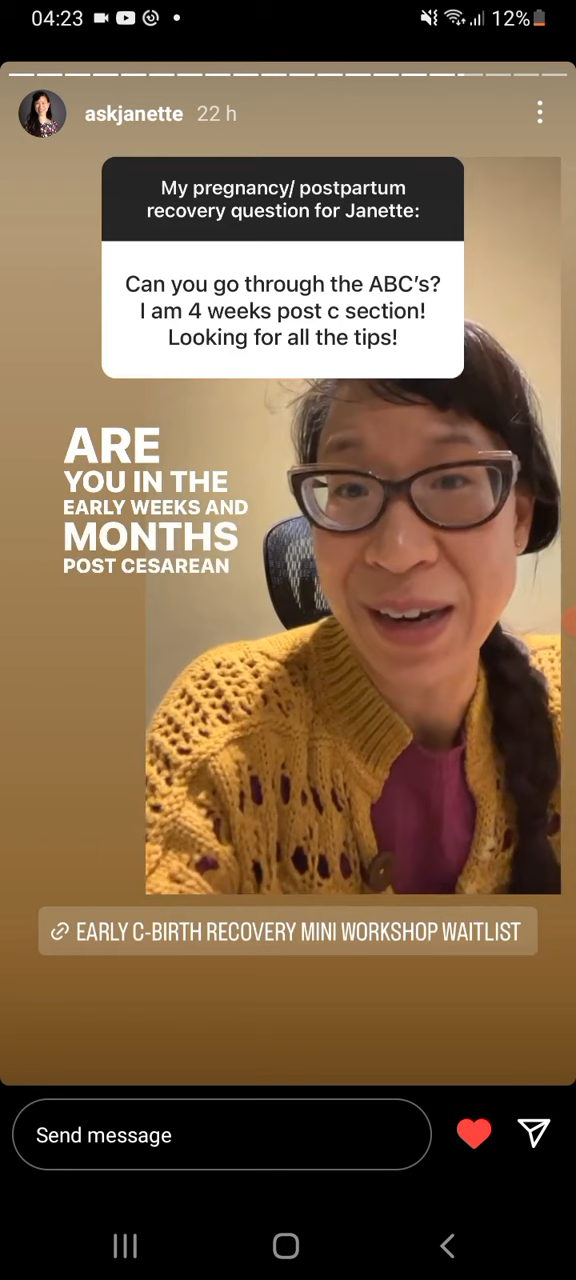 04:23
12%
askjanette 22 h
My pregnancy/ postpartum
recovery question for Janette:
Can you go through the ABC's?
I am 4 weeks post c section!
Looking for all the tips!
ARE
YOU IN THE
EARLY WEEKS AND
MONTHS
POST CESAREAN
EARLY C-BIRTH RECOVERY MINI WORKSHOP WAITLIST
Send message